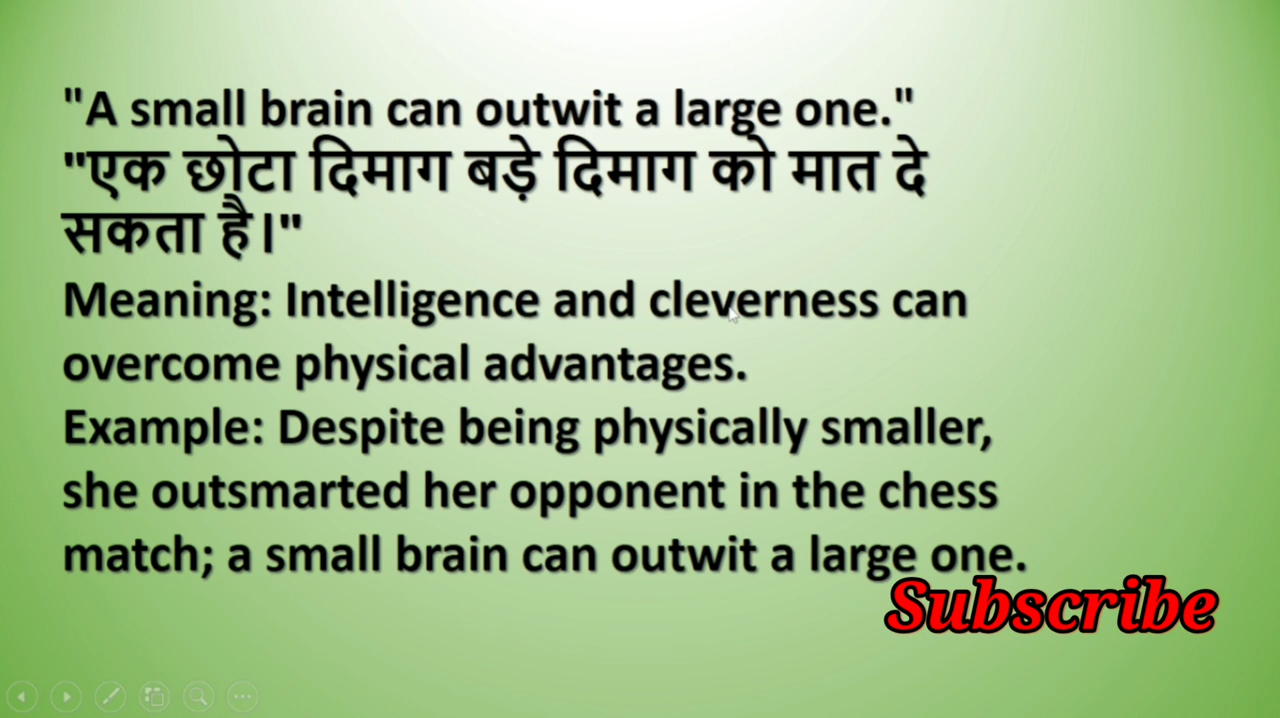 "A small brain can outwit a large one."
"एक छोटा दिमाग बड़े दिमाग को मात दे
सकता है।"
Meaning: Intelligence and cleverness can
overcome physical advantages.
Example: Despite being physically smaller,
she outsmarted her opponent in the chess
match; a small brain can outwit a large one.
Subscribe